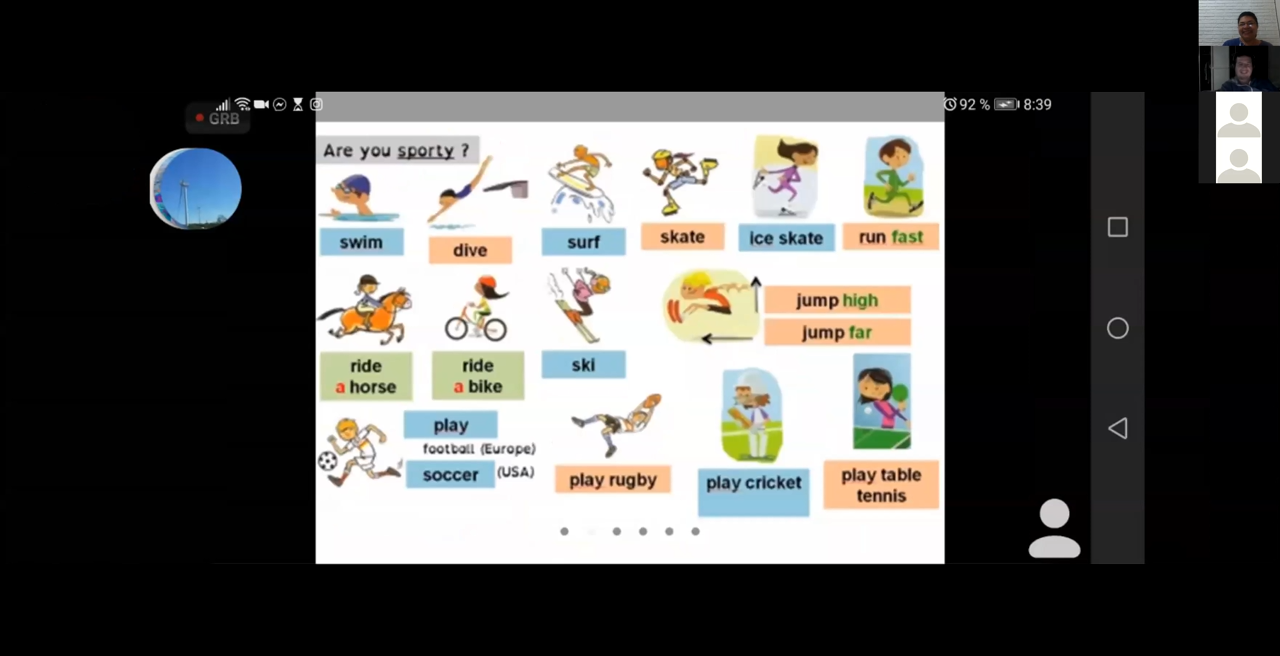 GRB
92 % 8:39
Are you sporty ?
swim
dive
surf
skate
ice skate
run fast
ride
a horse
ride
a bike
ski
jump high
jump far
play
football (Europe)
soccer (USA)
play rugby
play cricket
play table
tennis